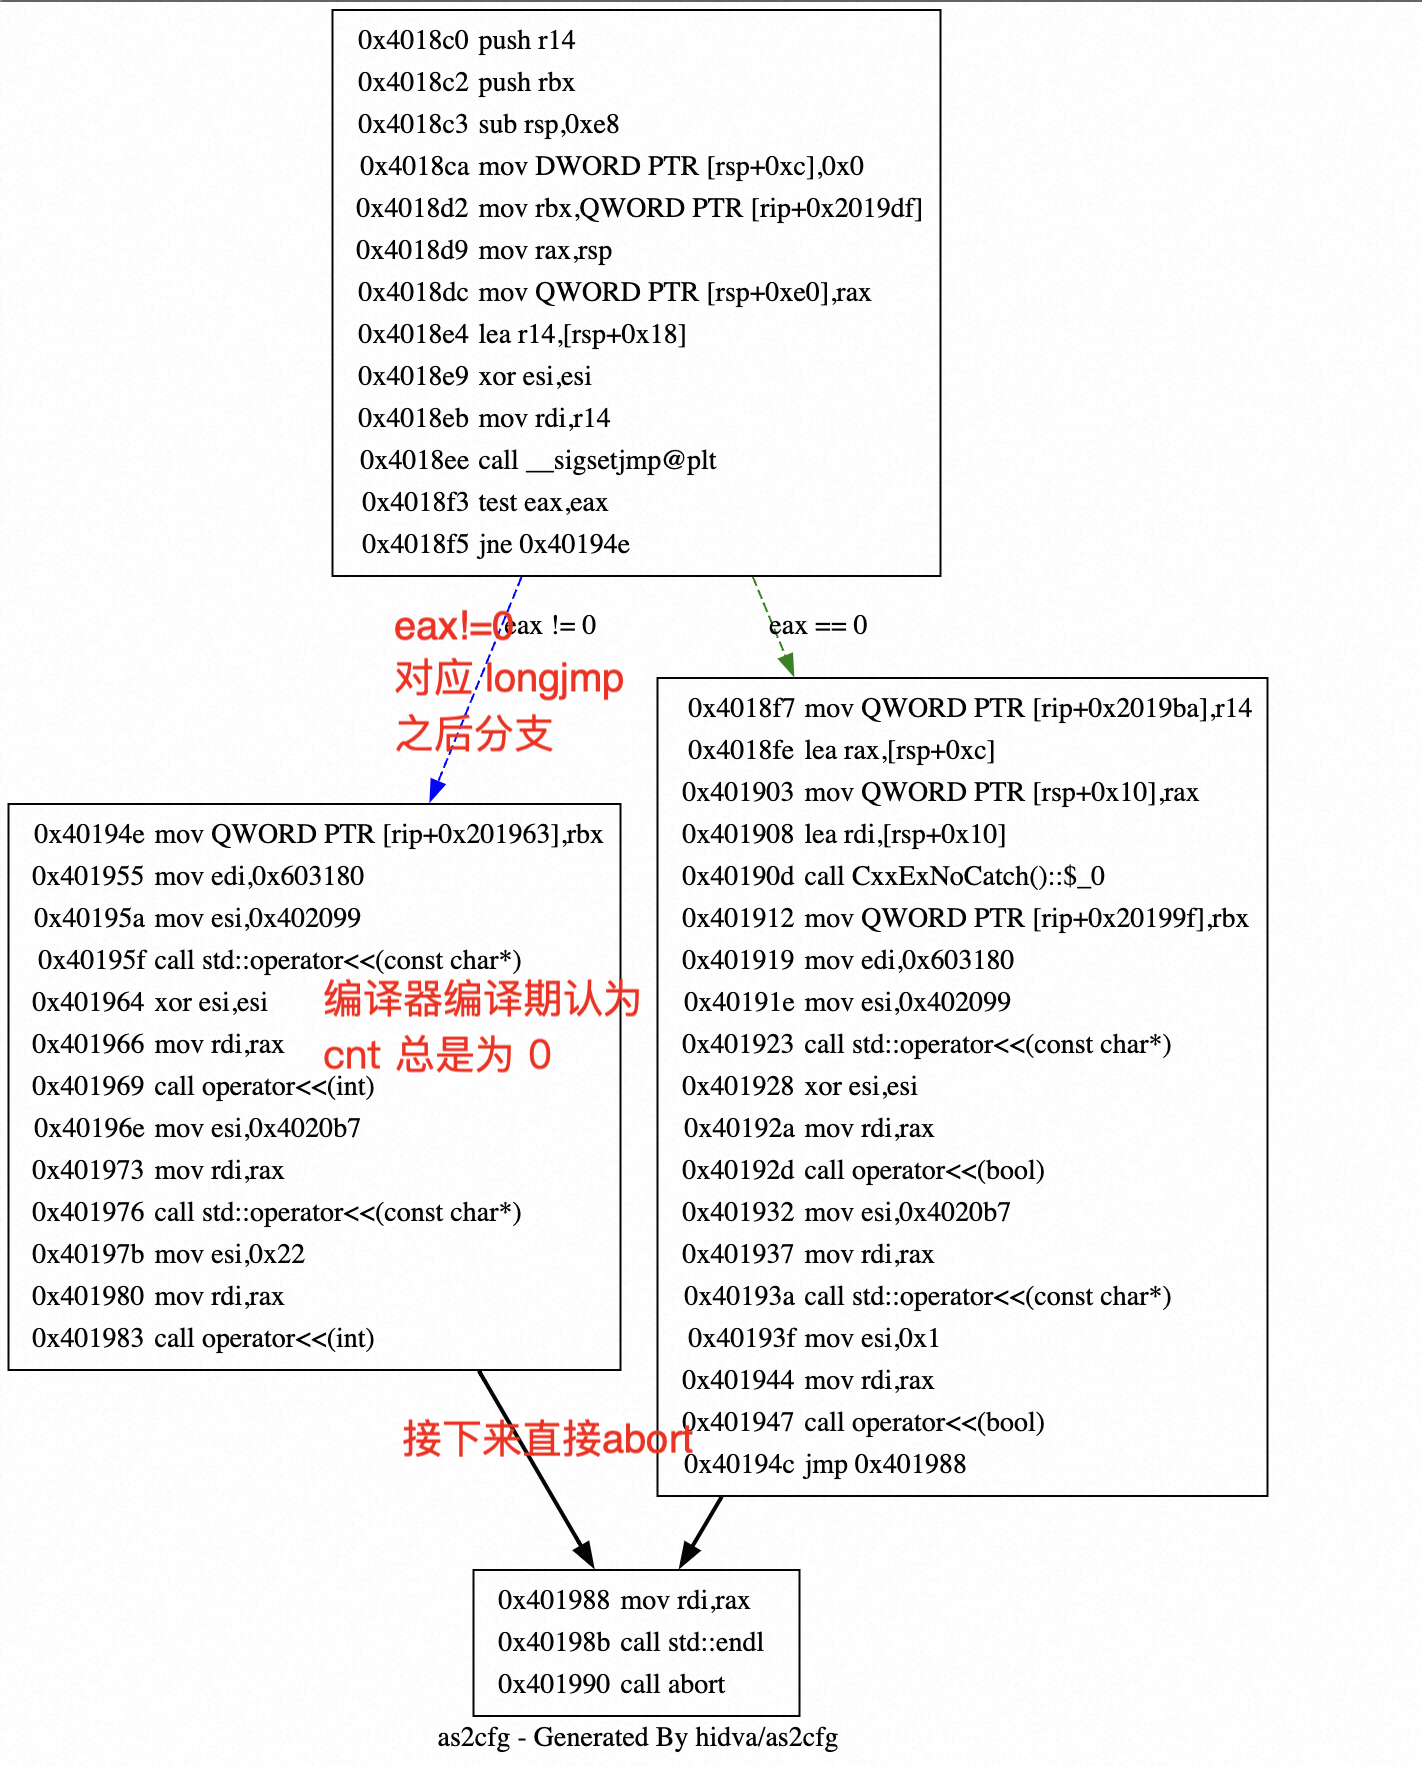 0x4018c0 push r14
0x4018c2 push rbx
0x4018c3 sub rsp,0xe8
0x4018ca mov DWORD PTR [rsp+0xc],0x0
0x4018d2 mov rbx,QWORD PTR [rip+0x2019df]
0x4018d9 mov rax,rsp
0x4018dc mov QWORD PTR [rsp+0xe0],rax
0x4018e4 lea r14,[rsp+0x18]
0x4018e9 xor esi,esi
0x4018eb mov rdi,r14
0x4018ee call __sigsetjmp@plt
0x4018f3 test eax,eax
0x4018f5 jne 0x40194e
eax != 0
eax == 0
eax!=0
对应 longjmp
之后分支
0x40194e mov QWORD PTR [rip+0x201963],rbx
0x401955 mov edi,0x603180
0x40195a mov esi,0x402099
0x40195f call std::operator<<(const char*)
0x401964 xor esi,esi
0x401966 mov rdi,rax
0x401969 call operator<<(int)
0x40196e mov esi,0x4020b7
0x401973 mov rdi,rax
0x401976 call std::operator<<(const char*)
0x40197b mov esi,0x22
0x401980 mov rdi,rax
0x401983 call operator<<(int)
编译器编译期认为
cnt 总是为 0
0x4018f7 mov QWORD PTR [rip+0x2019ba],r14
0x4018fe lea rax,[rsp+0xc]
0x401903 mov QWORD PTR [rsp+0x10],rax
0x401908 lea rdi,[rsp+0x10]
0x40190d call CxxExNoCatch()::$_0
0x401912 mov QWORD PTR [rip+0x20199f],rbx
0x401919 mov edi,0x603180
0x40191e mov esi,0x402099
0x401923 call std::operator<<(const char*)
0x401928 xor esi,esi
0x40192a mov rdi,rax
0x40192d call operator<<(bool)
0x401932 mov esi,0x4020b7
0x401937 mov rdi,rax
0x40193a call std::operator<<(const char*)
0x40193f mov esi,0x1
0x401944 mov rdi,rax
0x401947 call operator<<(bool)
0x40194c jmp 0x401988
接下来直接abort
0x401988 mov rdi,rax
0x40198b call std::endl
0x401990 call abort
as2cfg - Generated By hidva/as2cfg